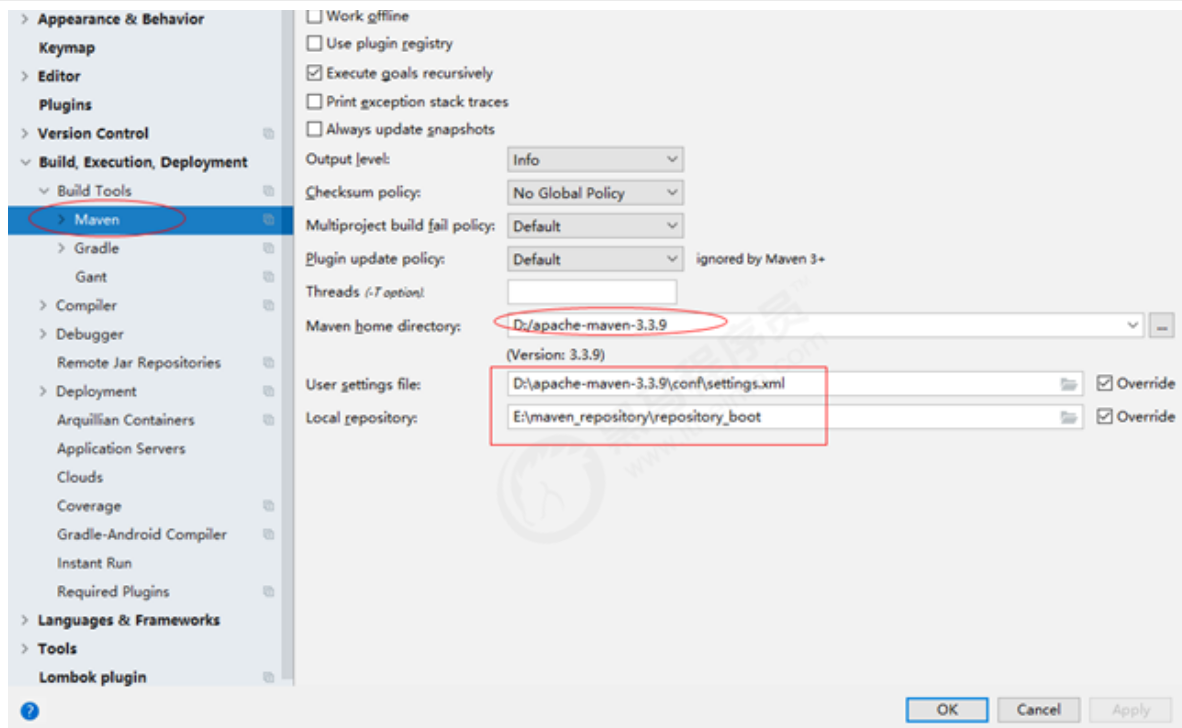 Appearance & Behavior
Keymap
Editor
Plugins
Version Control
Build, Execution, Deployment
Build Tools
Maven
Gradle
Gant
Compiler
Debugger
Remote Jar Repositories
Deployment
Arquillian Containers
Application Servers
Clouds
Coverage
Gradle-Android Compiler
Instant Run
Required Plugins
Languages & Frameworks
Tools
Lombok plugin
Work offline
Use plugin registry
Execute goals recursively
Print exception stack traces
Always update snapshots
Output level: Info
Checksum policy: No Global Policy
Multiproject build fail policy: Default
Plugin update policy: Default ignored by Maven 3+
Threads (-T option):
Maven home directory: D:/apache-maven-3.3.9 ...
(Version: 3.3.9)
User settings file: D:\apache-maven-3.3.9\conf\settings.xml Override
Local repository: E:\maven_repository\repository_boot Override
? OK Cancel Apply